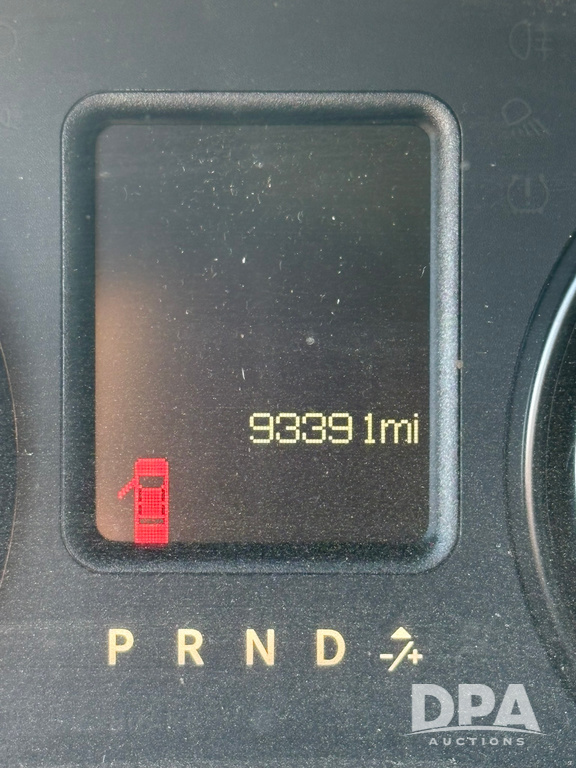 93391mi
P R N D -/+
DPA
AUCTIONS